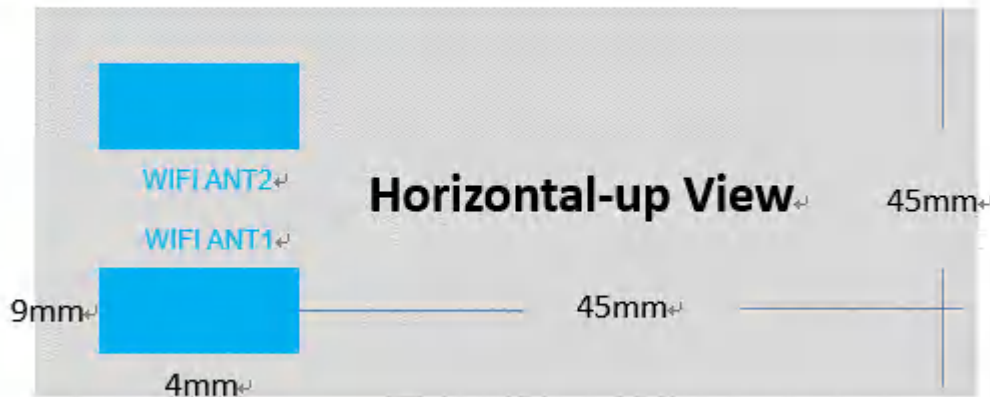 WIFI ANT2
Horizontal-up View
45mm
WIFI ANT1
9mm
45mm
4mm